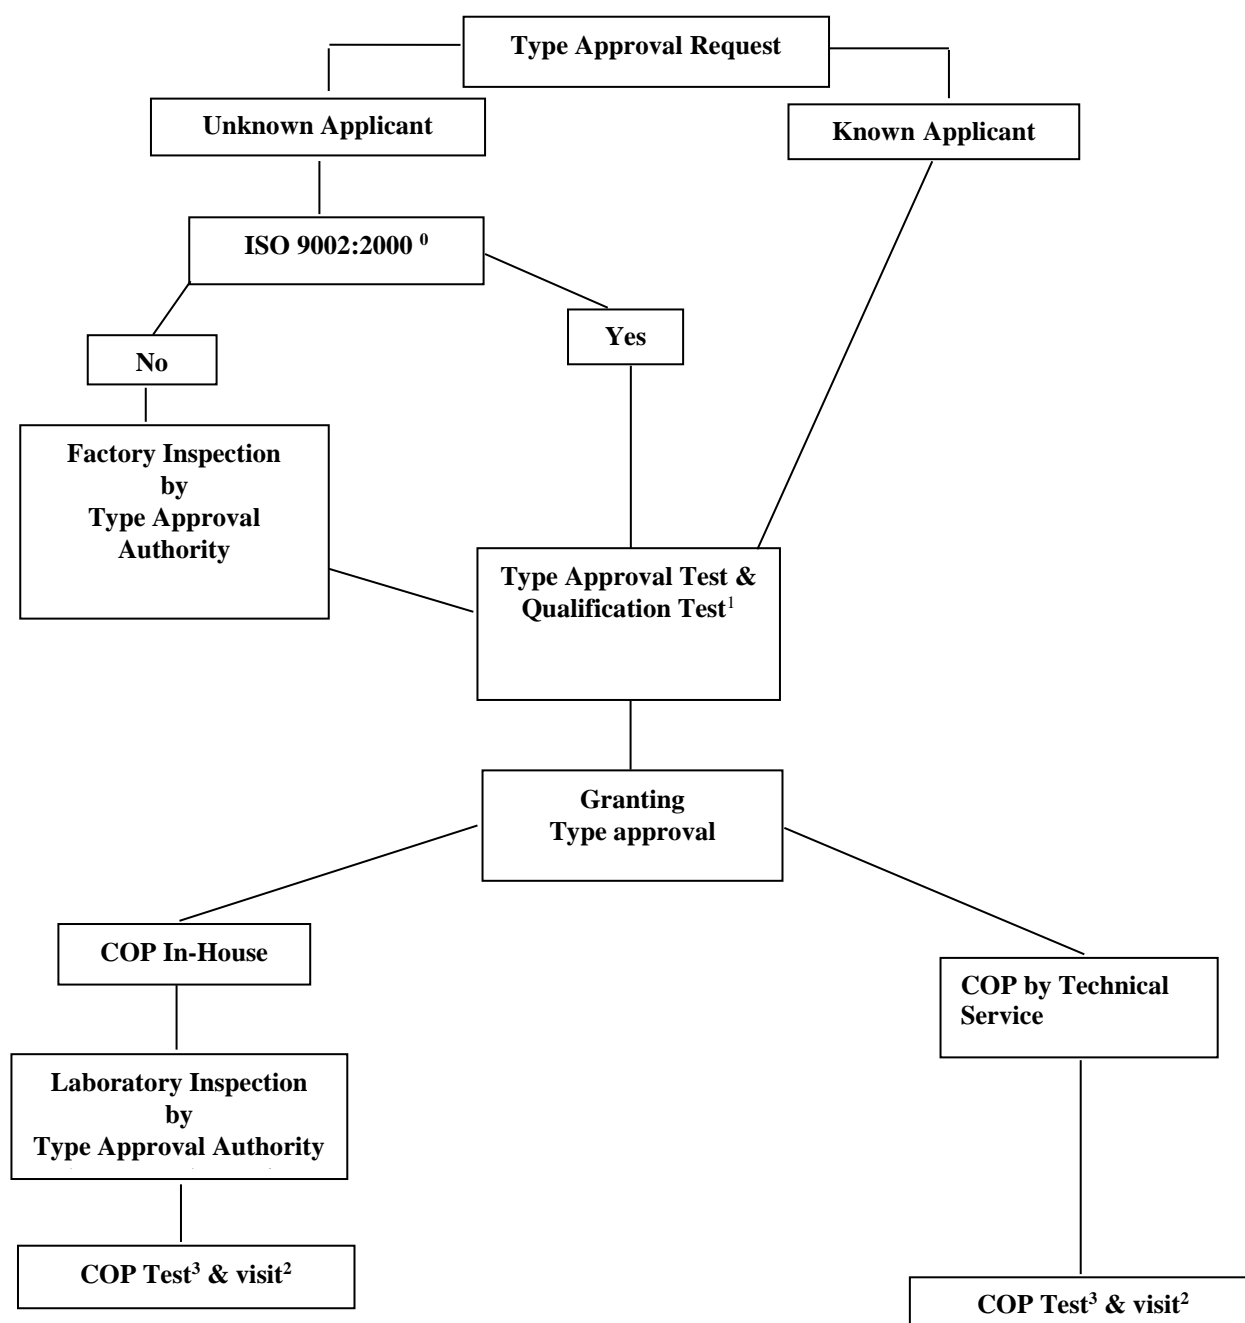 Type Approval Request
Unknown Applicant
Known Applicant
ISO 9002:2000 ⁰
Yes
No
Factory Inspection
by
Type Approval
Authority
Type Approval Test &
Qualification Test¹
Granting
Type approval
COP In-House
COP by Technical
Service
Laboratory Inspection
by
Type Approval Authority
COP Test³ & visit²
COP Test³ & visit²